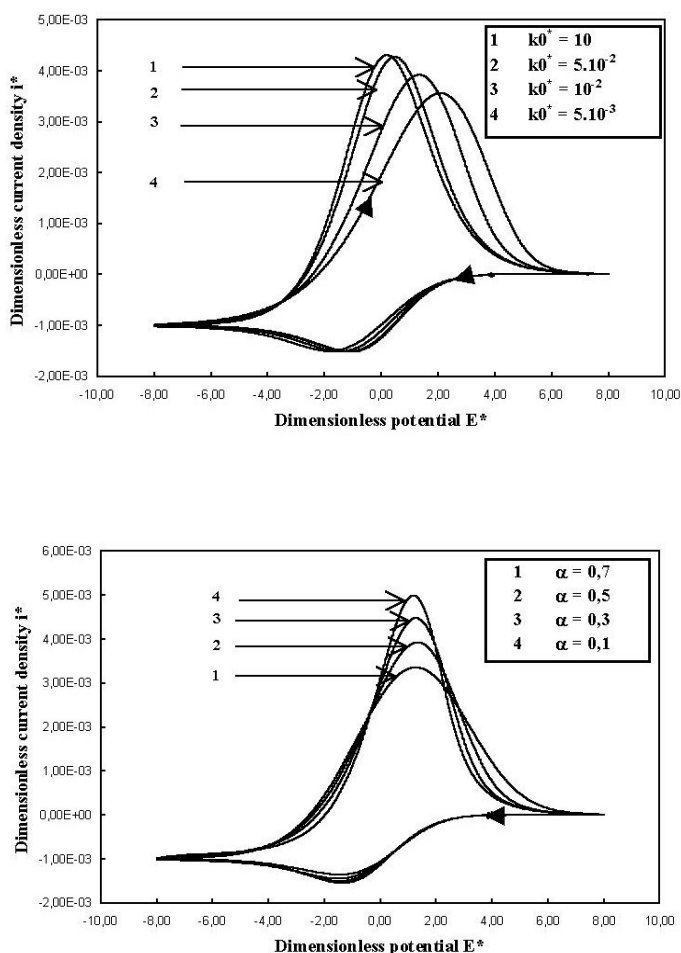 5,00E-03
4,00E-03
3,00E-03
2,00E-03
1,00E-03
0,00E+00
-1,00E-03
-2,00E-03
Dimensionless current density i*
1
2
3
4
1 k0* = 10
2 k0* = 5.10-2
3 k0* = 10-2
4 k0* = 5.10-3
-10,00 -8,00 -6,00 -4,00 -2,00 0,00 2,00 4,00 6,00 8,00 10,00
Dimensionless potential E*
6,00E-03
5,00E-03
4,00E-03
3,00E-03
2,00E-03
1,00E-03
0,00E+00
-1,00E-03
-2,00E-03
Dimensionless current density i*
4
3
2
1
1 α = 0,7
2 α = 0,5
3 α = 0,3
4 α = 0,1
-10,00 -8,00 -6,00 -4,00 -2,00 0,00 2,00 4,00 6,00 8,00 10,00
Dimensionless potential E*